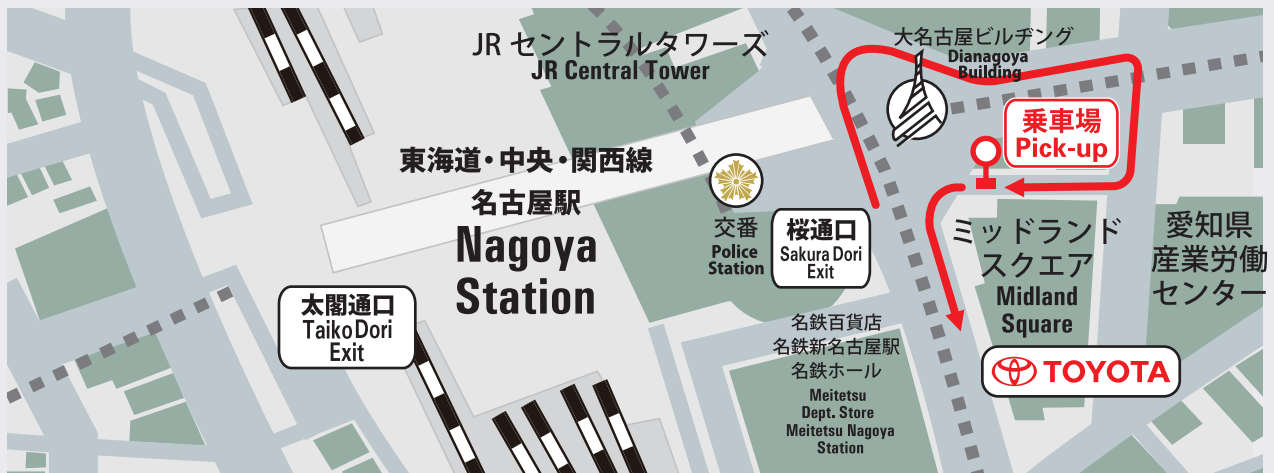 JR セントラルタワーズ
JR Central Tower
大名古屋ビルヂング
Dianagoya
Building
乗車場
Pick-up
東海道・中央・関西線
名古屋駅
Nagoya
Station
交番
Police
Station
桜通口
Sakura Dori
Exit
ミッドランド
スクエア
Midland
Square
愛知県
産業労働
センター
太閤通口
Taiko Dori
Exit
名鉄百貨店
名鉄新名古屋駅
名鉄ホール
Meitetsu
Dept. Store
Meitetsu Nagoya
Station
TOYOTA